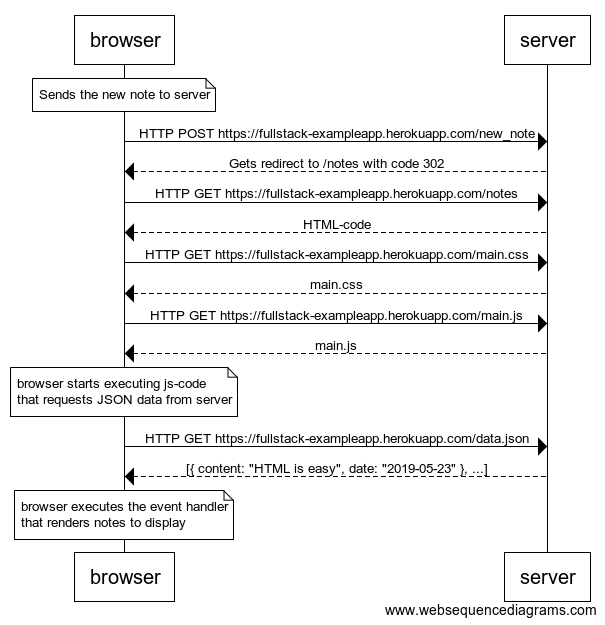 browser server
Sends the new note to server
HTTP POST https://fullstack-exampleapp.herokuapp.com/new_note
Gets redirect to /notes with code 302
HTTP GET https://fullstack-exampleapp.herokuapp.com/notes
HTML-code
HTTP GET https://fullstack-exampleapp.herokuapp.com/main.css
main.css
HTTP GET https://fullstack-exampleapp.herokuapp.com/main.js
main.js
browser starts executing js-code
that requests JSON data from server
HTTP GET https://fullstack-exampleapp.herokuapp.com/data.json
[{ content: "HTML is easy", date: "2019-05-23" }, ...]
browser executes the event handler
that renders notes to display
browser server
www.websequencediagrams.com